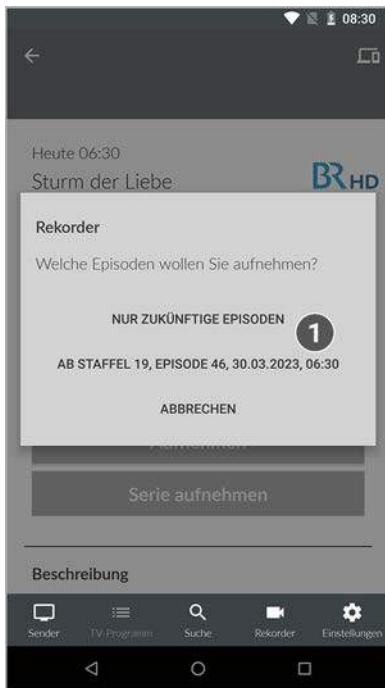 08:30
Heute 06:30
Sturm der Liebe
BR HD
Rekorder
Welche Episoden wollen Sie aufnehmen?
NUR ZUKÜNFTIGE EPISODEN
1
AB STAFFEL 19, EPISODE 46, 30.03.2023, 06:30
ABBRECHEN
Aufnehmen
Serie aufnehmen
Beschreibung
Sender TV-Programm Suche Rekorder Einstellungen